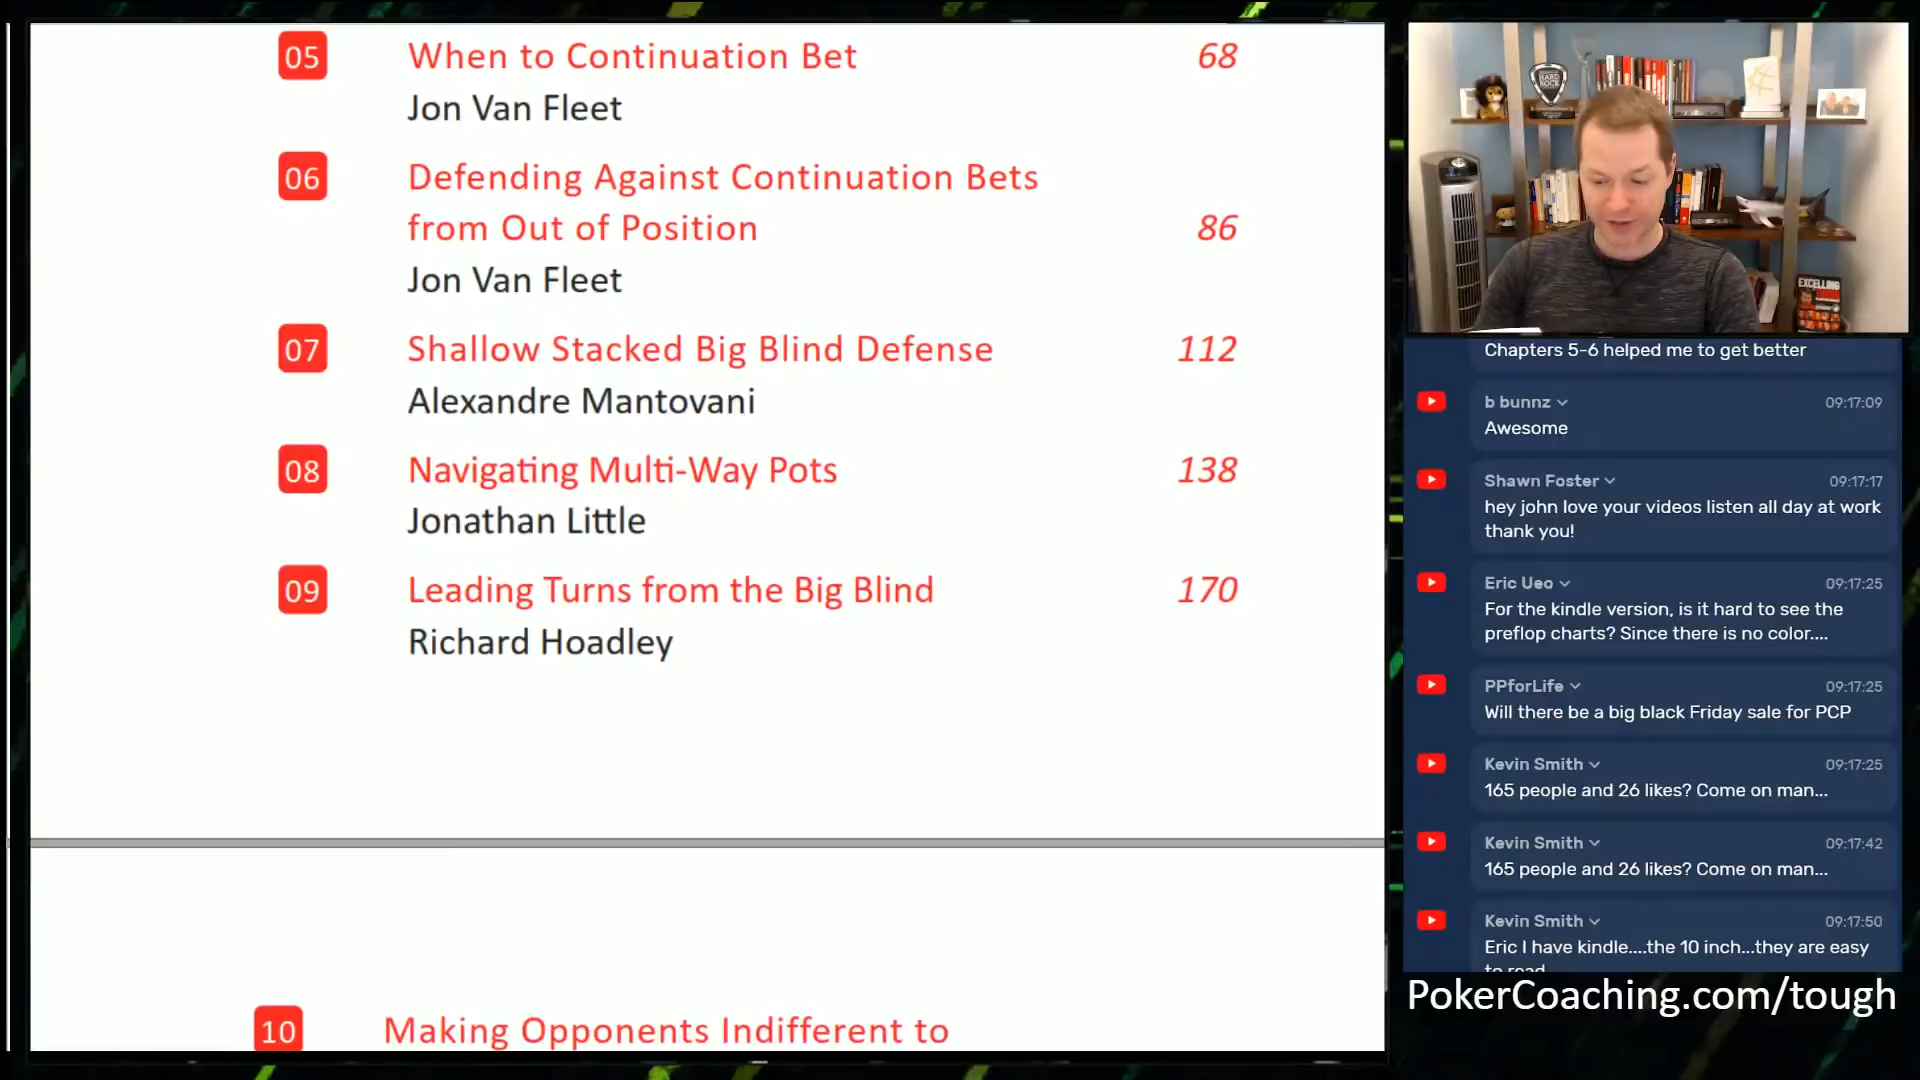 05 When to Continuation Bet 68
Jon Van Fleet
06 Defending Against Continuation Bets
from Out of Position 86
Jon Van Fleet
07 Shallow Stacked Big Blind Defense 112
Alexandre Mantovani
08 Navigating Multi-Way Pots 138
Jonathan Little
09 Leading Turns from the Big Blind 170
Richard Hoadley
10 Making Opponents Indifferent to
HARD ROCK
EXCELLING
Chapters 5-6 helped me to get better
b bunnz 09:17:09
Awesome
Shawn Foster 09:17:17
hey john love your videos listen all day at work
thank you!
Eric Ueo 09:17:25
For the kindle version, is it hard to see the
preflop charts? Since there is no color....
PPforLife 09:17:25
Will there be a big black Friday sale for PCP
Kevin Smith 09:17:25
165 people and 26 likes? Come on man...
Kevin Smith 09:17:42
165 people and 26 likes? Come on man...
Kevin Smith 09:17:50
Eric I have kindle....the 10 inch...they are easy
to read
PokerCoaching.com/tough